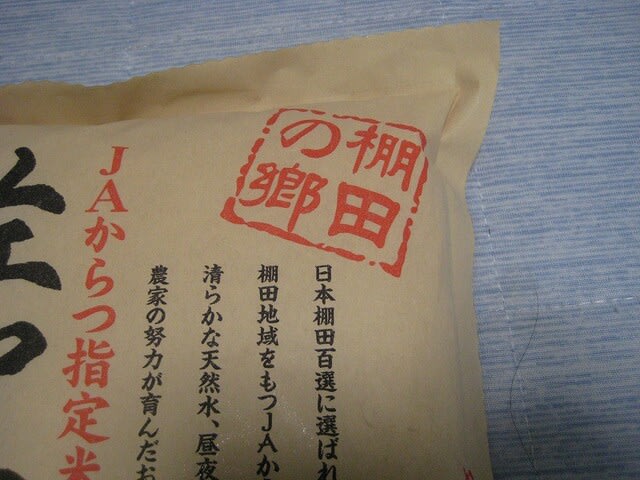 棚田
の郷
日本棚田百選に選ばれ
棚田地域をもつJAか
清らかな天然水、昼夜
農家の努力が育んだお
JAからつ指定米